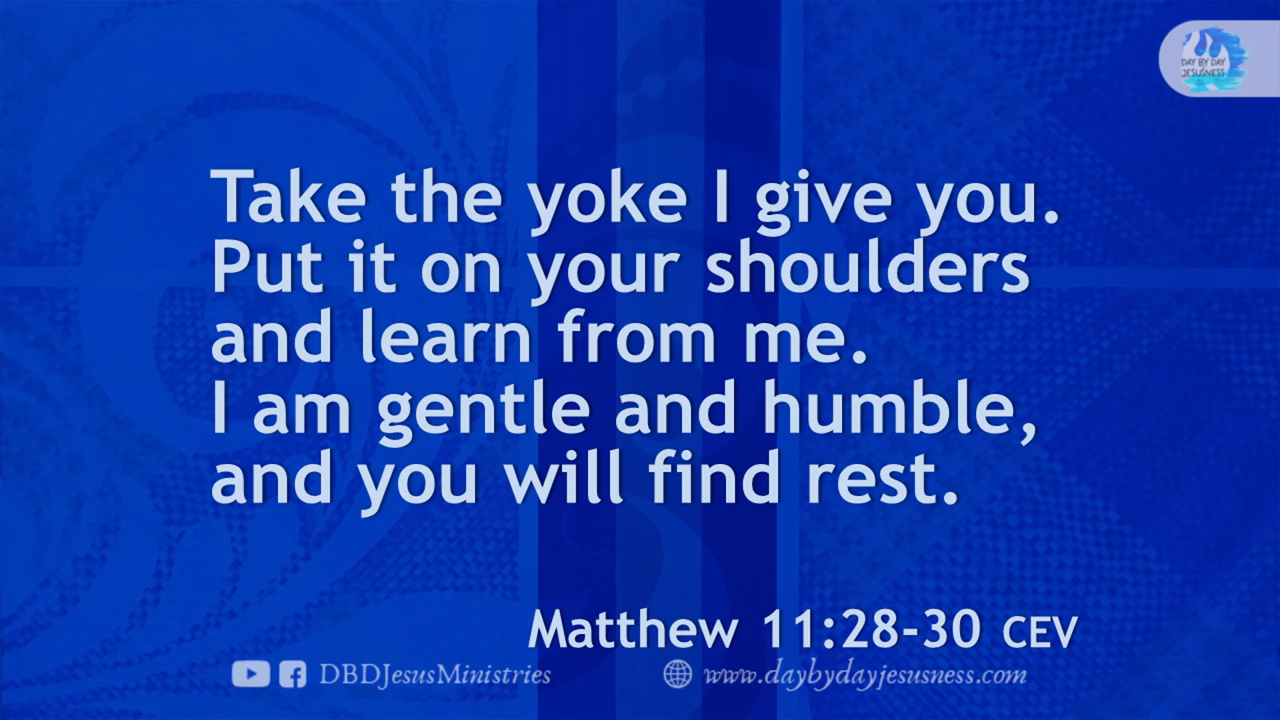 DAY BY DAY
JESUSNESS
Take the yoke I give you.
Put it on your shoulders
and learn from me.
I am gentle and humble,
and you will find rest.
Matthew 11:28-30 CEV
DBDJesusMinistries
www.daybydayjesusness.com